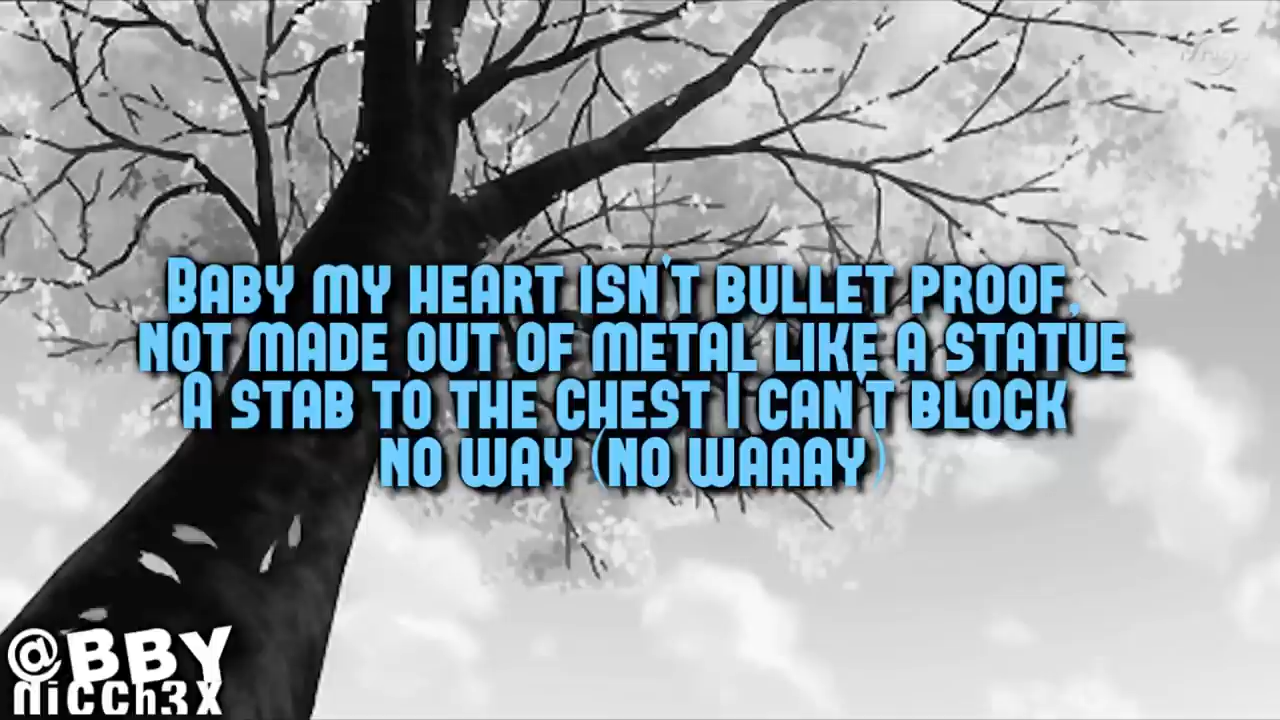 Baby my heart isn't bullet proof,
not made out of metal like a statue
A stab to the chest I can't block
no way (no waaay)
@BBY
nicch3x